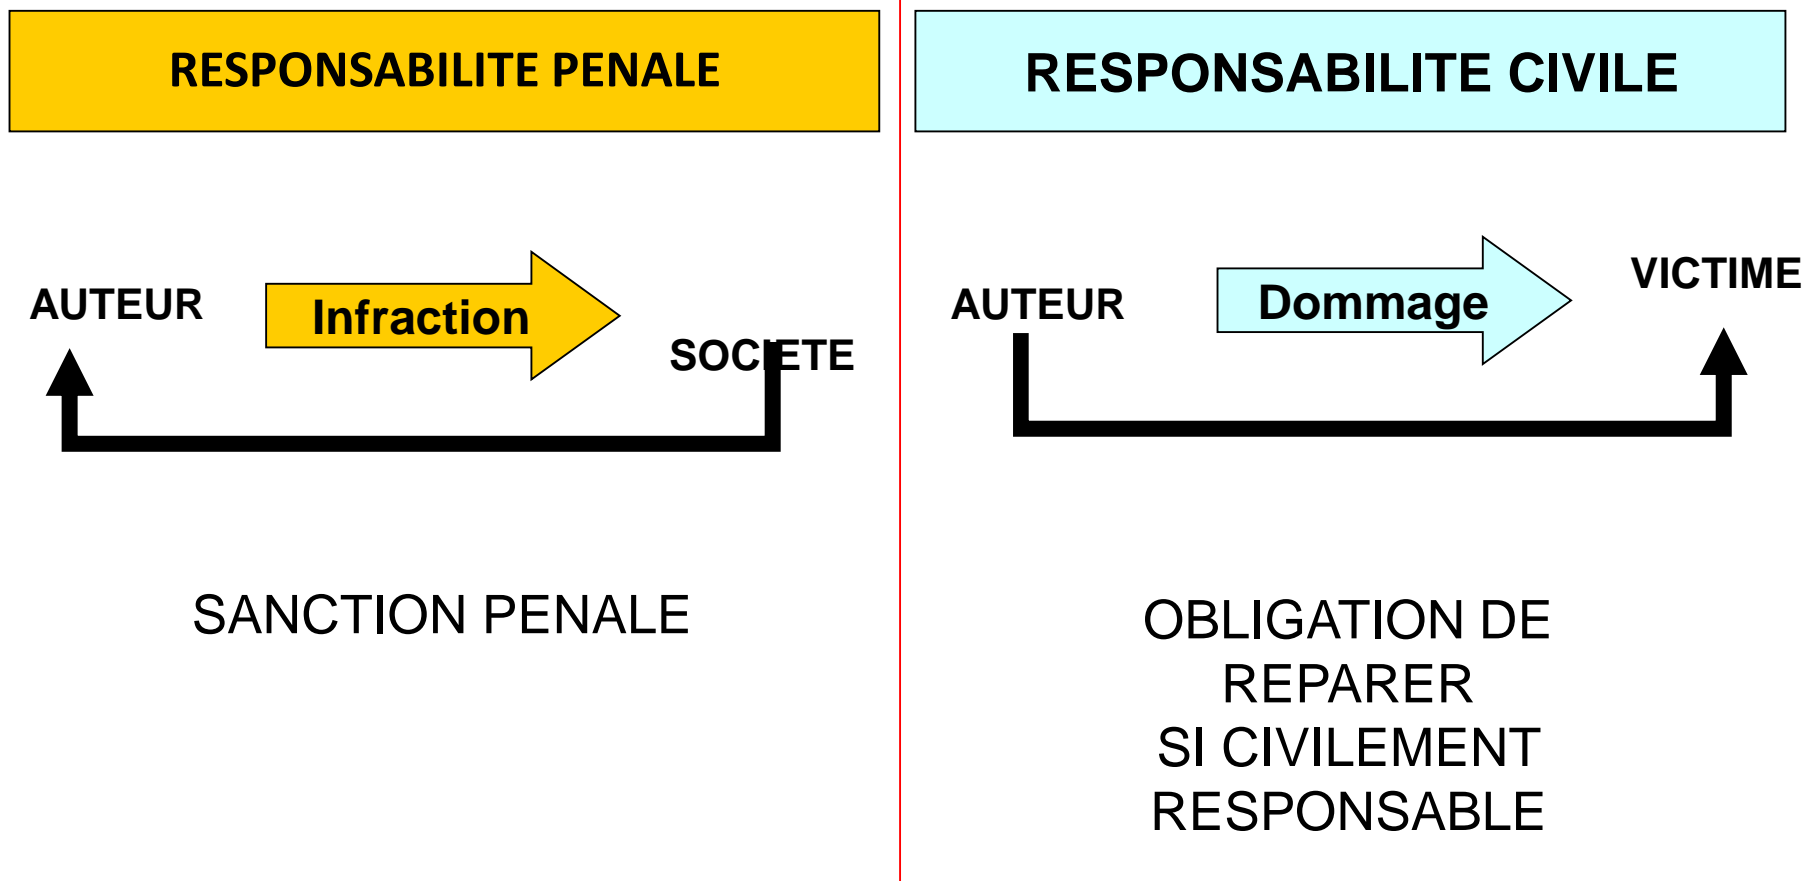 RESPONSABILITE PENALE
AUTEUR
Infraction
SOCIETE
SANCTION PENALE
RESPONSABILITE CIVILE
AUTEUR
Dommage
VICTIME
OBLIGATION DE
REPARER
SI CIVILEMENT
RESPONSABLE